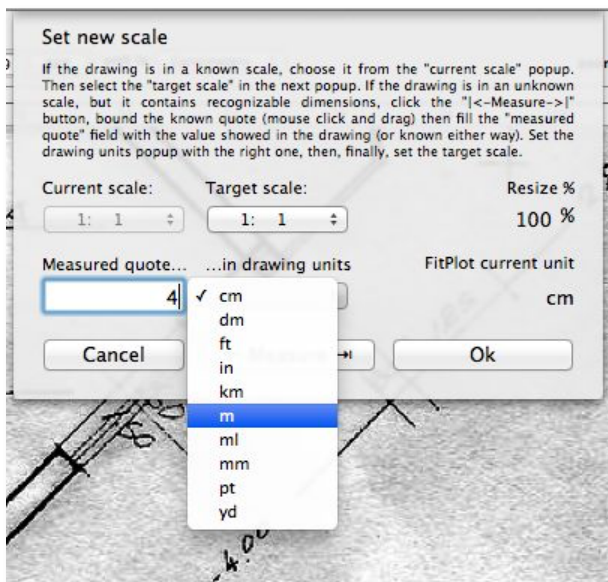 Set new scale
If the drawing is in a known scale, choose it from the "current scale" popup.
Then select the "target scale" in the next popup. If the drawing is in an unknown
scale, but it contains recognizable dimensions, click the "|<-Measure->|"
button, bound the known quote (mouse click and drag) then fill the "measured
quote" field with the value showed in the drawing (or known either way). Set the
drawing units popup with the right one, then, finally, set the target scale.
Current scale: Target scale: Resize %
1: 1 1: 1 100 %
Measured quote... ...in drawing units FitPlot current unit
4 ✓ cm cm
dm
ft
Cancel in Ok
km
m
ml
mm
pt
yd
4.00